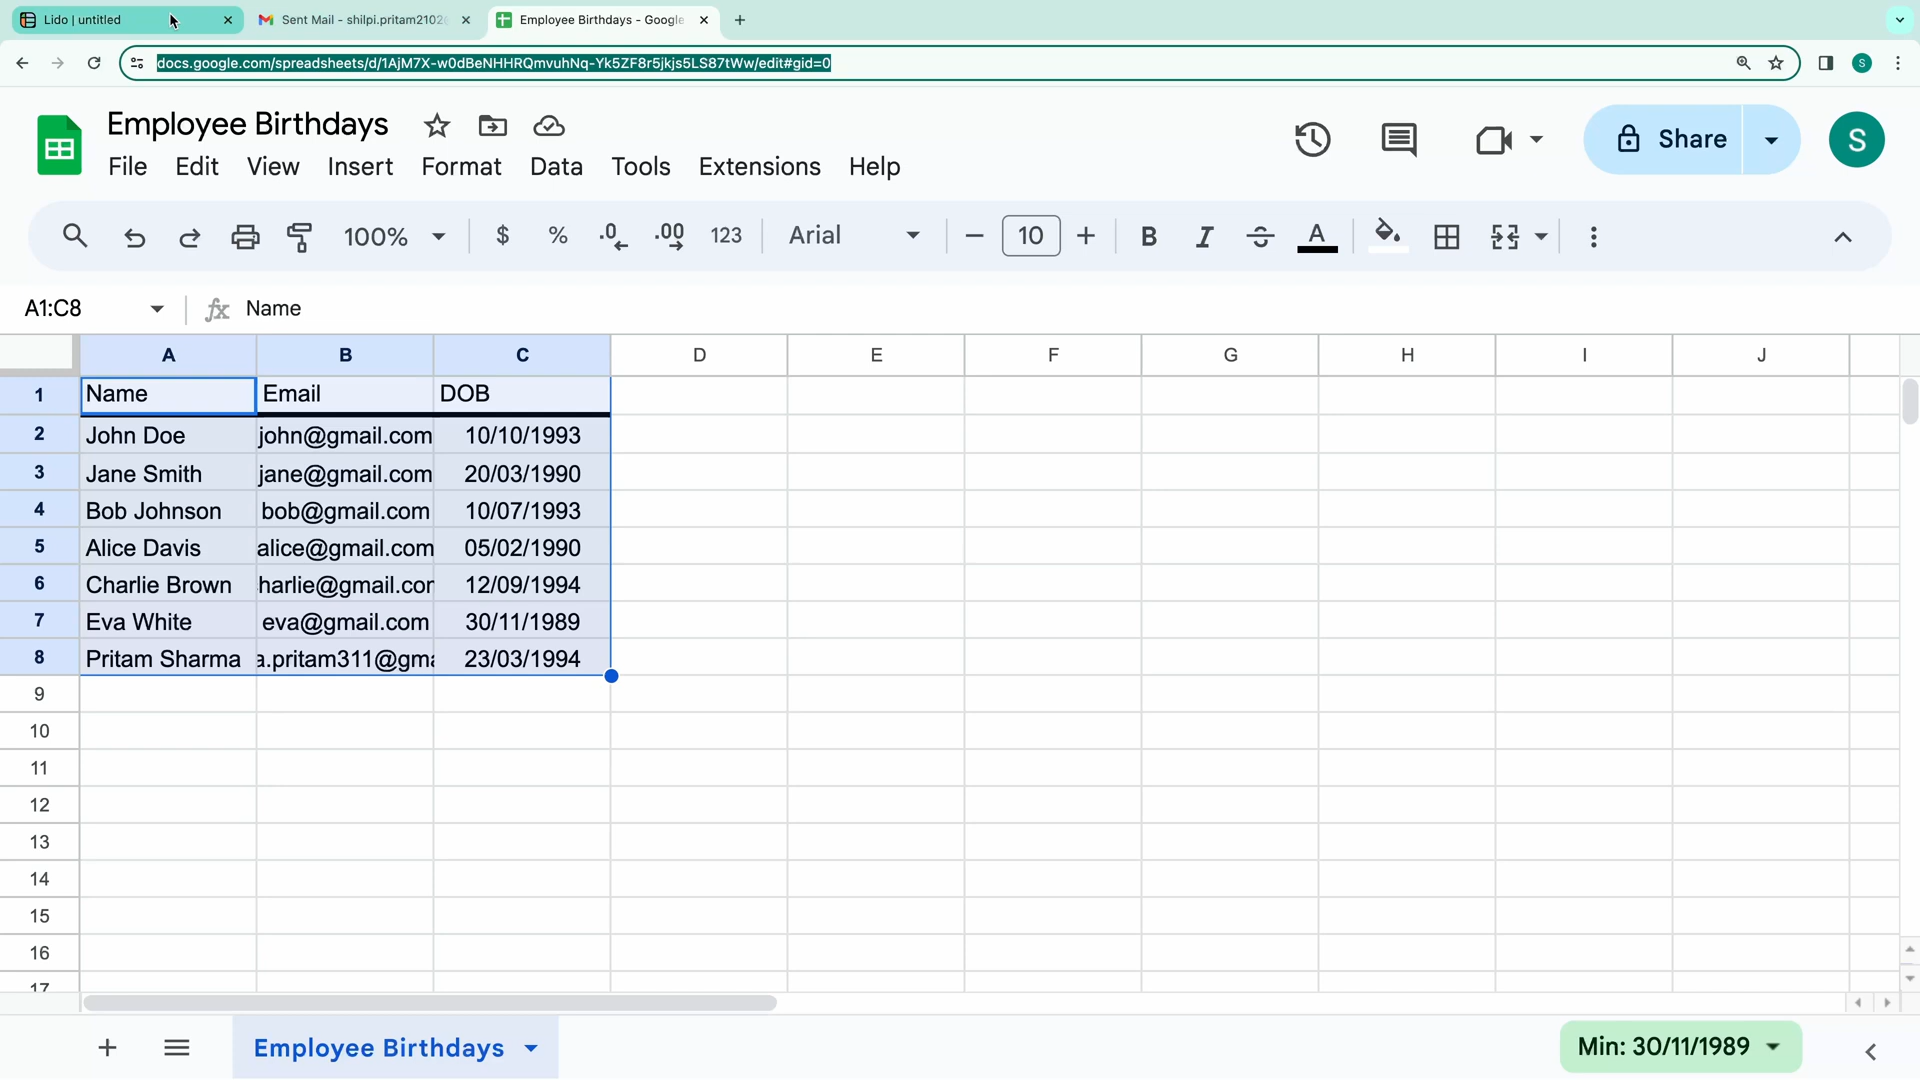 Lido | untitled
Sent Mail - shilpi.pritam2102
Employee Birthdays - Google
docs.google.com/spreadsheets/d/1AjM7X-w0dBeNHHRQmvuhNq-Yk5ZF8r5jkjs5LS87tWw/edit#gid=0
S
Employee Birthdays
File Edit View Insert Format Data Tools Extensions Help
Share
S
100% $ % .0 .00 123 Arial 10 B I A
A1:C8 fx Name
A B C D E F G H I J
1 Name Email DOB
2 John Doe john@gmail.com 10/10/1993
3 Jane Smith jane@gmail.com 20/03/1990
4 Bob Johnson bob@gmail.com 10/07/1993
5 Alice Davis alice@gmail.com 05/02/1990
6 Charlie Brown harlie@gmail.com 12/09/1994
7 Eva White eva@gmail.com 30/11/1989
8 Pritam Sharma a.pritam311@gma 23/03/1994
9
10
11
12
13
14
15
16
17
Employee Birthdays
Min: 30/11/1989